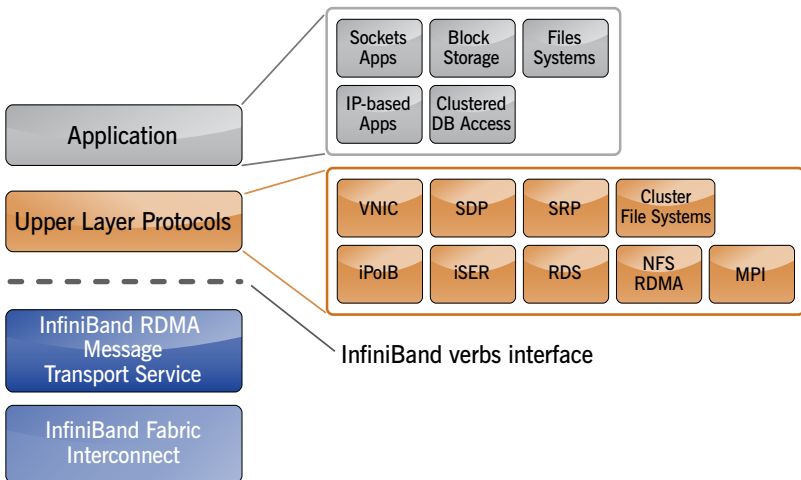 Sockets
Apps
Block
Storage
Files
Systems
IP-based
Apps
Clustered
DB Access
Application
Upper Layer Protocols
VNIC
SDP
SRP
Cluster
File Systems
iPoIB
iSER
RDS
NFS
RDMA
MPI
InfiniBand RDMA
Message
Transport Service
InfiniBand verbs interface
InfiniBand Fabric
Interconnect